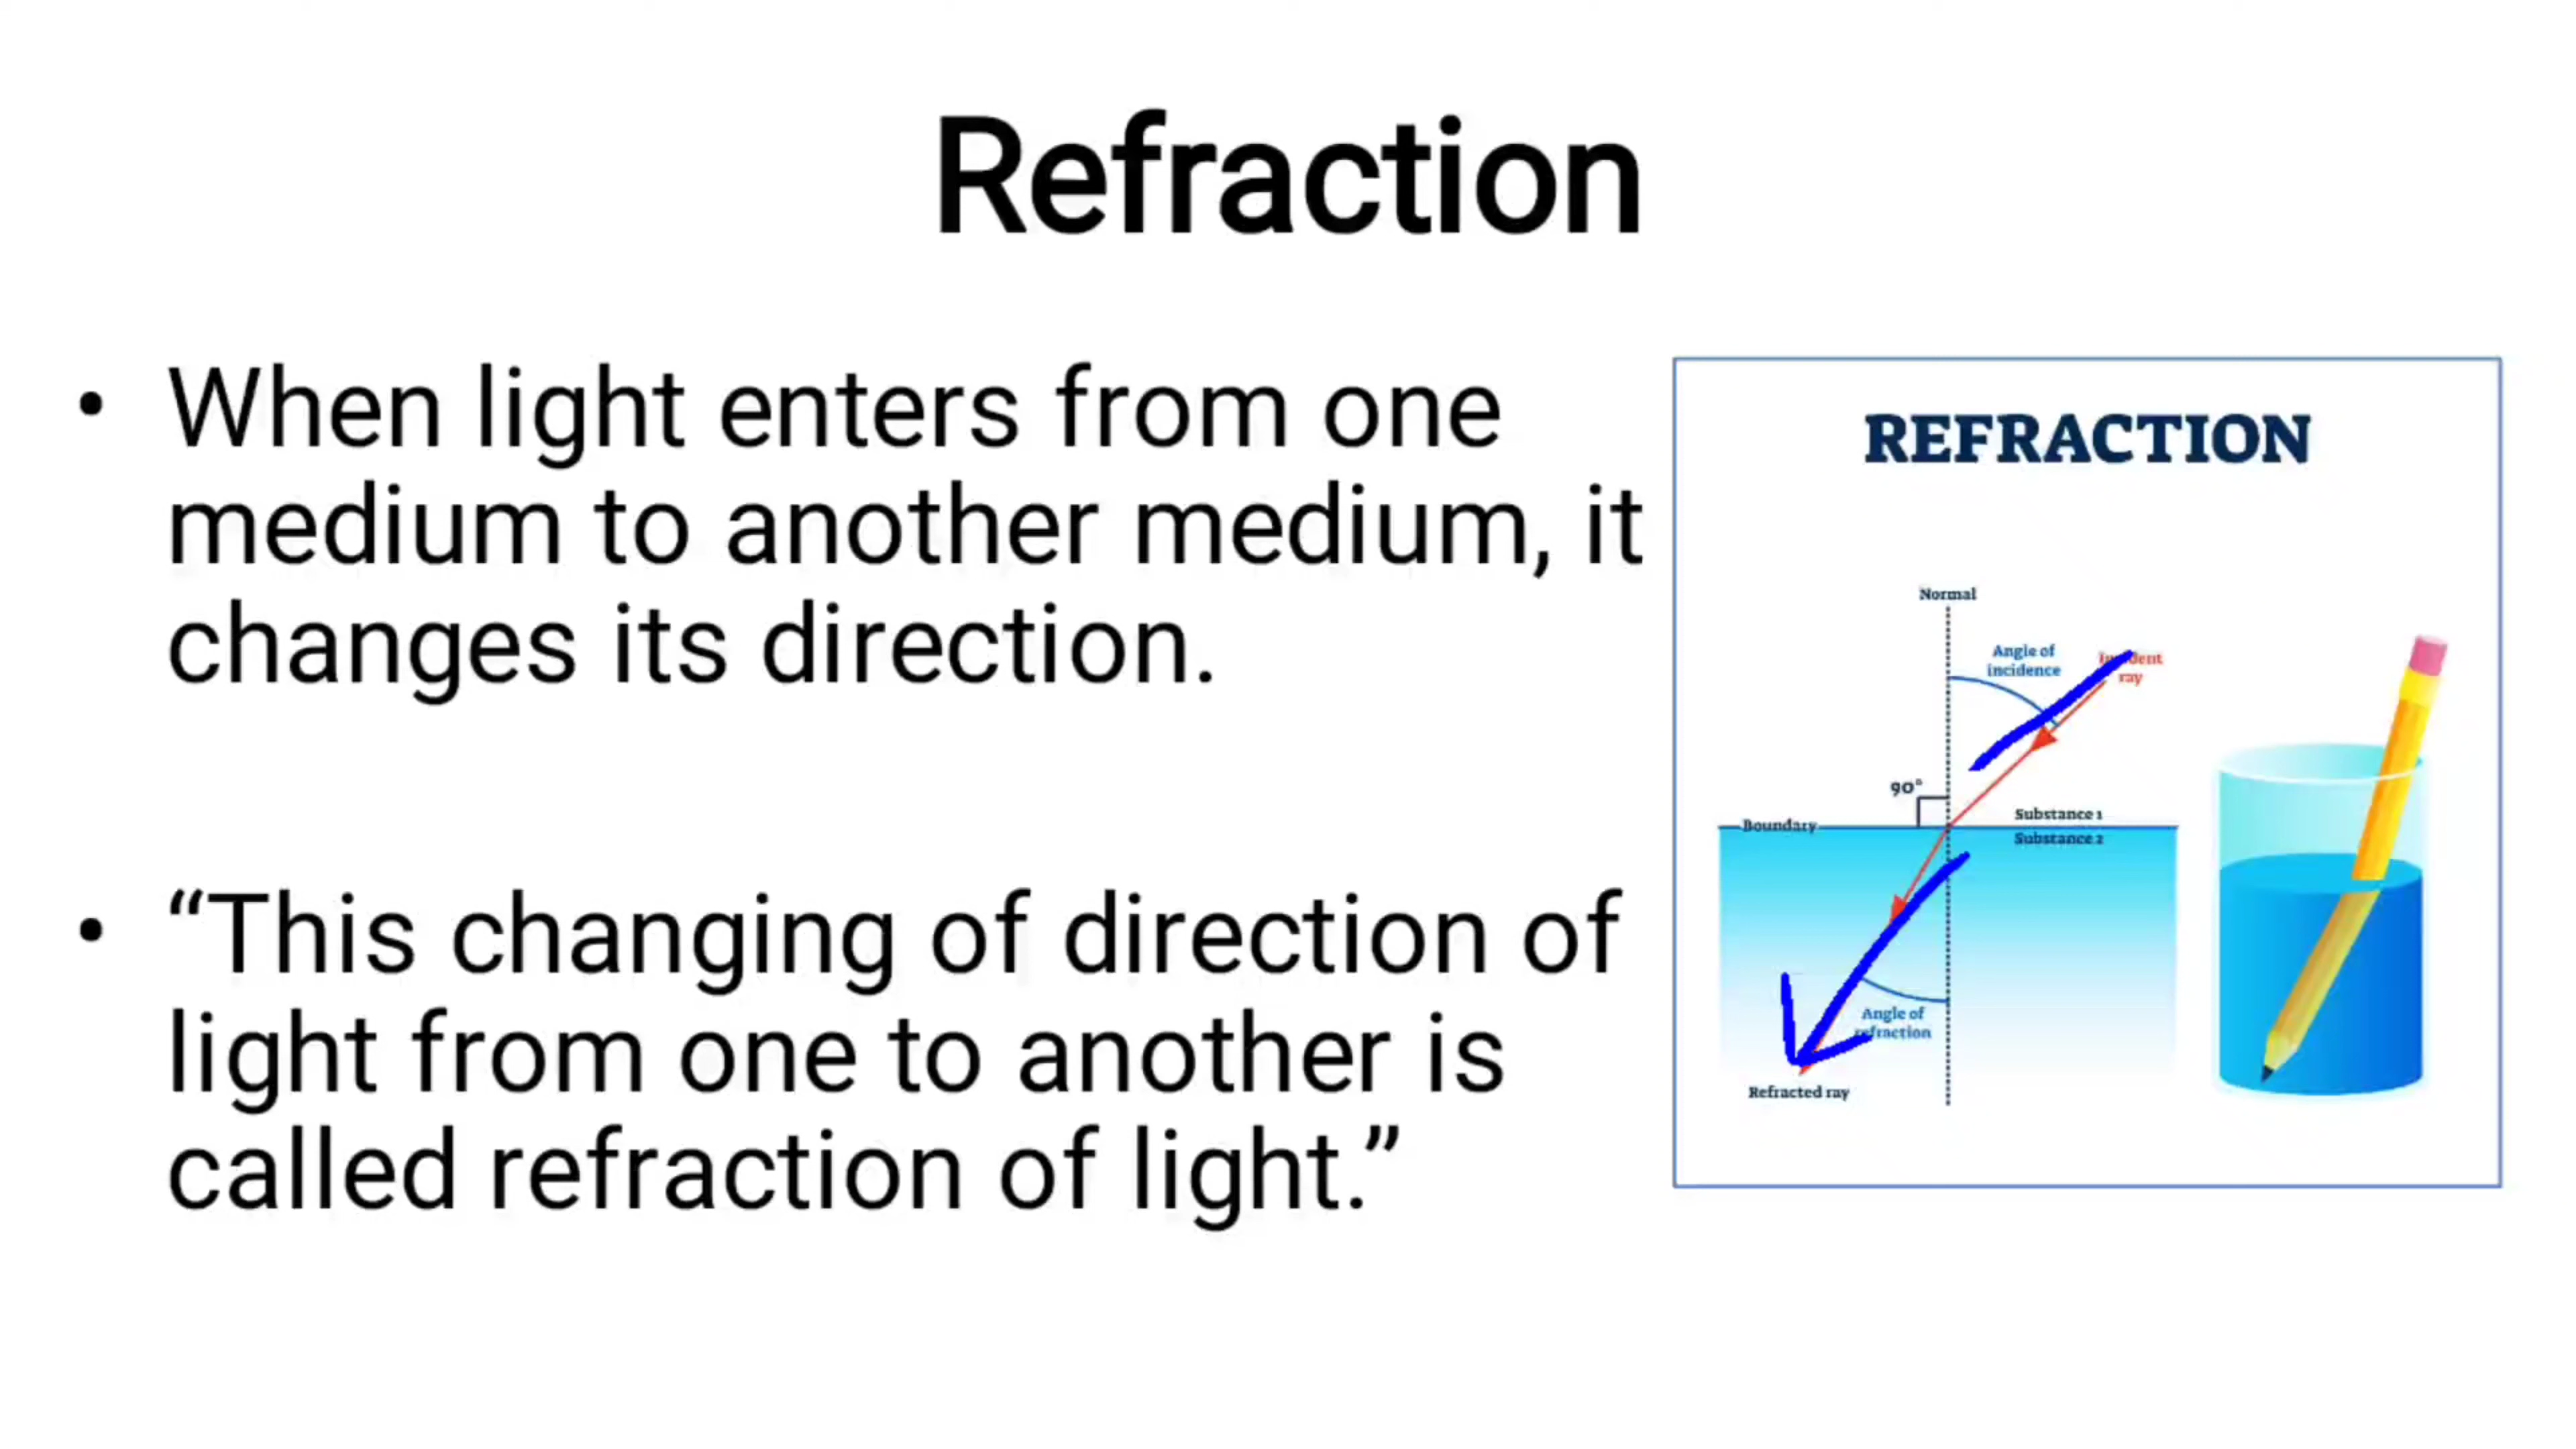 Refraction
• When light enters from one
medium to another medium, it
changes its direction.
• “This changing of direction of
light from one to another is
called refraction of light.”
REFRACTION
Normal
Angle of
incidence
ray
90°
Boundary
Substance 1
Substance 2
Angle of
Refracted ray